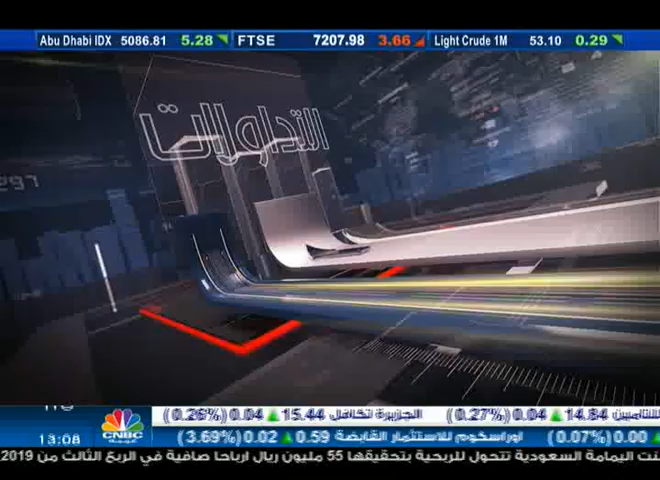 Abu Dhabi IDX 5086.81 5.28 FTSE 7207.98 3.66 Light Crude 1M 53.10 0.29
التداولات
للتامين 14.84 ▲ 0.04 (0.27%) الجزيرة تكافل 15.44 ▲ 0.04 (0.26%)
0.00 (0.07%) اوراسكوم للاستثمار القابضة 0.59 ▲ 0.02 (3.69%)
CNBC
عربية
13:08
نت اليمامة السعودية تتحول للربحية بتحقيقها 55 مليون ريال ارباحا صافية في الربع الثالث من 2019